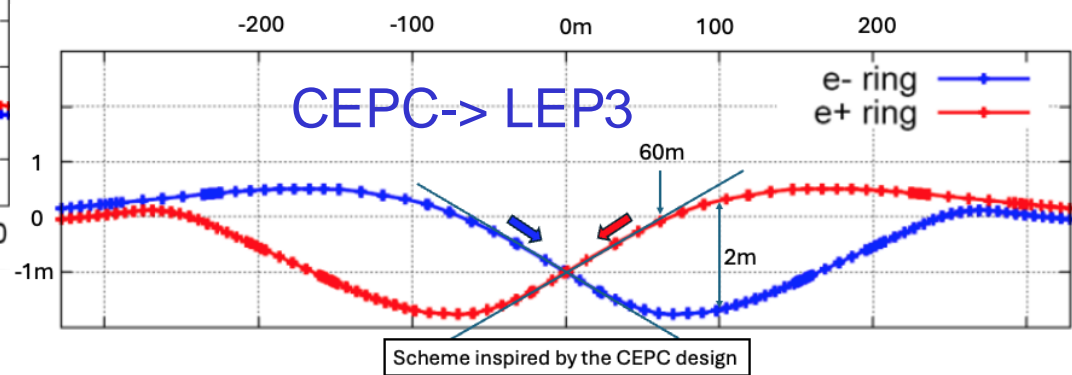 -200 -100 0m 100 200
CEPC-> LEP3
e- ring
e+ ring
60m
1
0
-1m
2m
0
Scheme inspired by the CEPC design